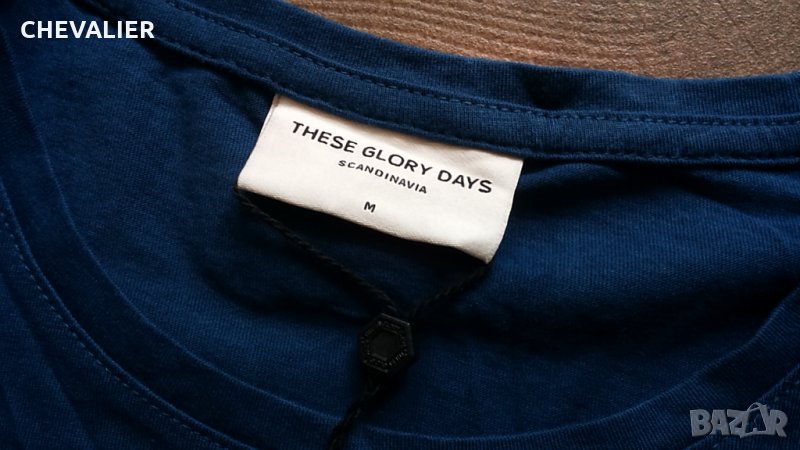 CHEVALIER
THESE GLORY DAYS
SCANDINAVIA
M
BAZAR